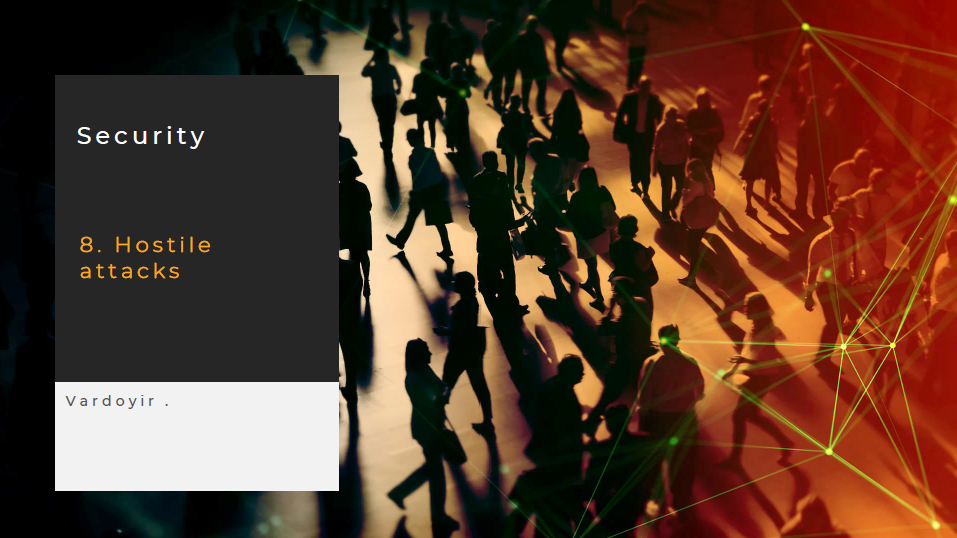 Security
8. Hostile
attacks
Vardoyir .